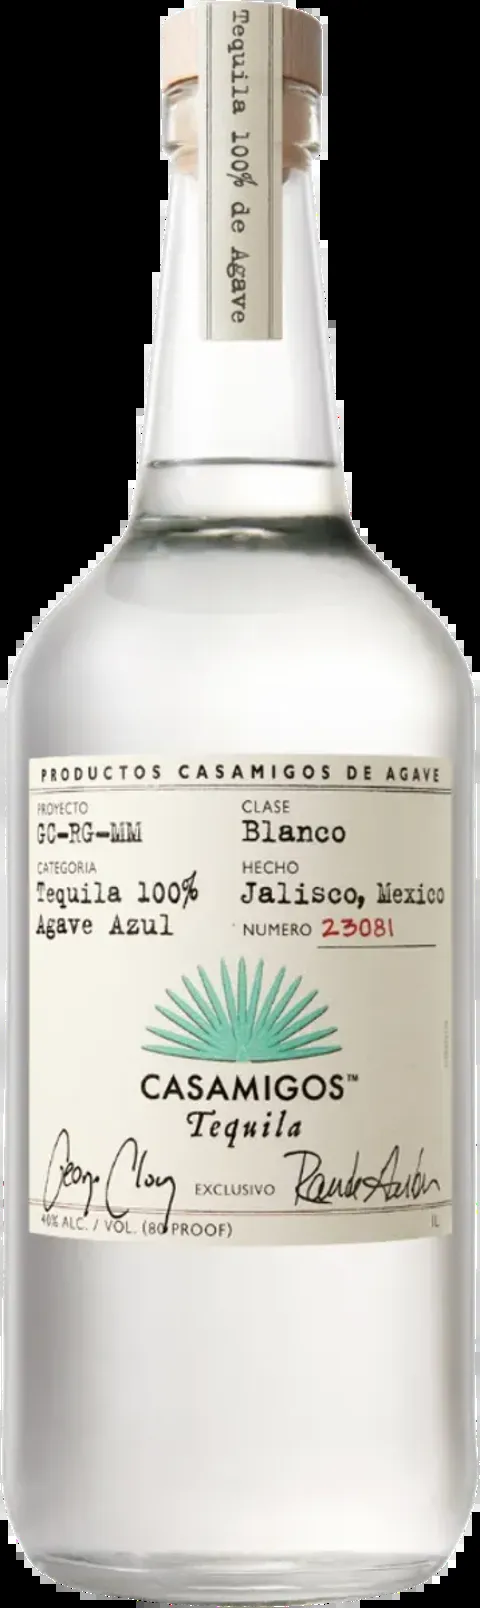 Tequila 100% de Agave
PRODUCTOS CASAMIGOS DE AGAVE
PROYECTO
GC-RG-MM
CLASE
Blanco
CATEGORIA
Tequila 100%
Agave Azul
HECHO
Jalisco, Mexico
NUMERO 23081
CASAMIGOS™
Tequila
EXCLUSIVO
40% ALC. / VOL. (80 PROOF) 1L